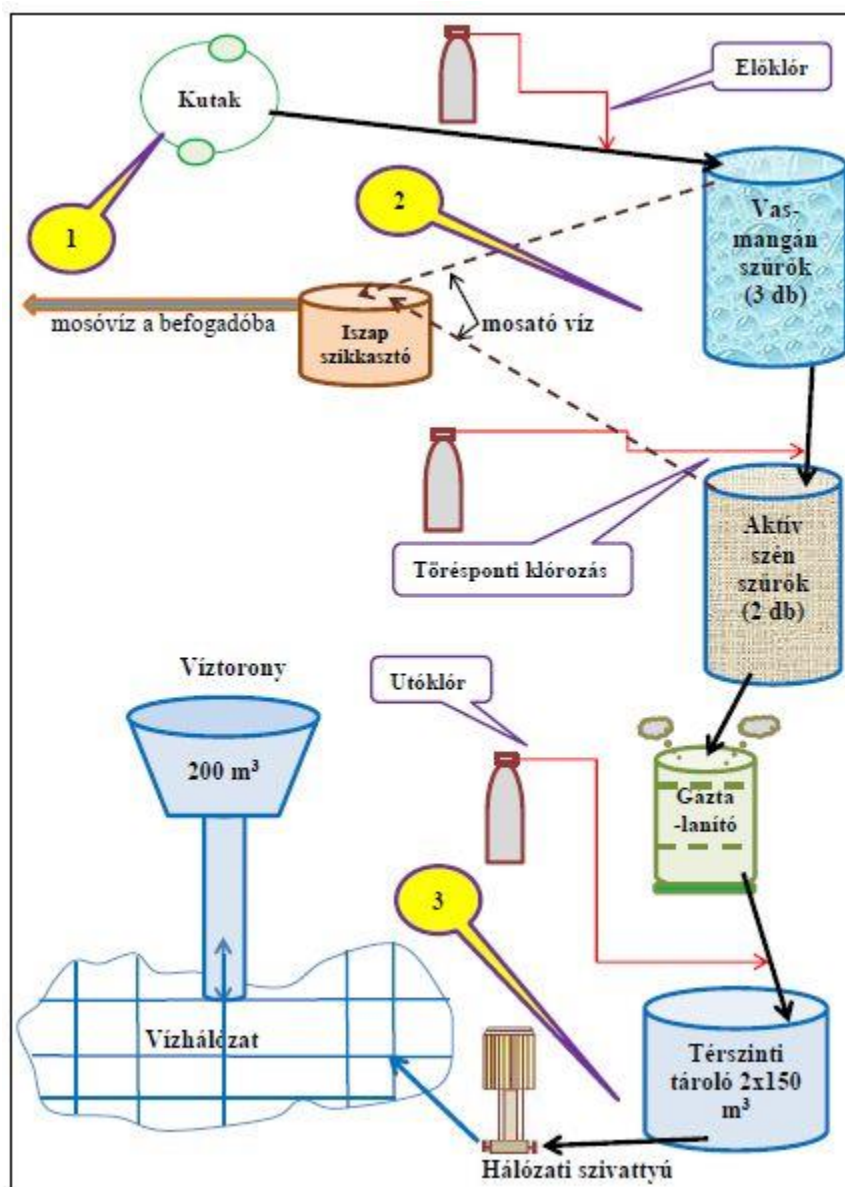 Kutak
Előklór
1
2
Vas-
mangán
szűrők
(3 db)
mosóvíz a befogadóba
Iszap
szikkasztó
mosató víz
Törésponti klórozás
Aktív
szén
szűrők
(2 db)
Víztorony
200 m³
Utóklór
Gázta
-lanító
3
Vízhálózat
Térszinti
tároló 2x150
m³
Hálózati szivattyú